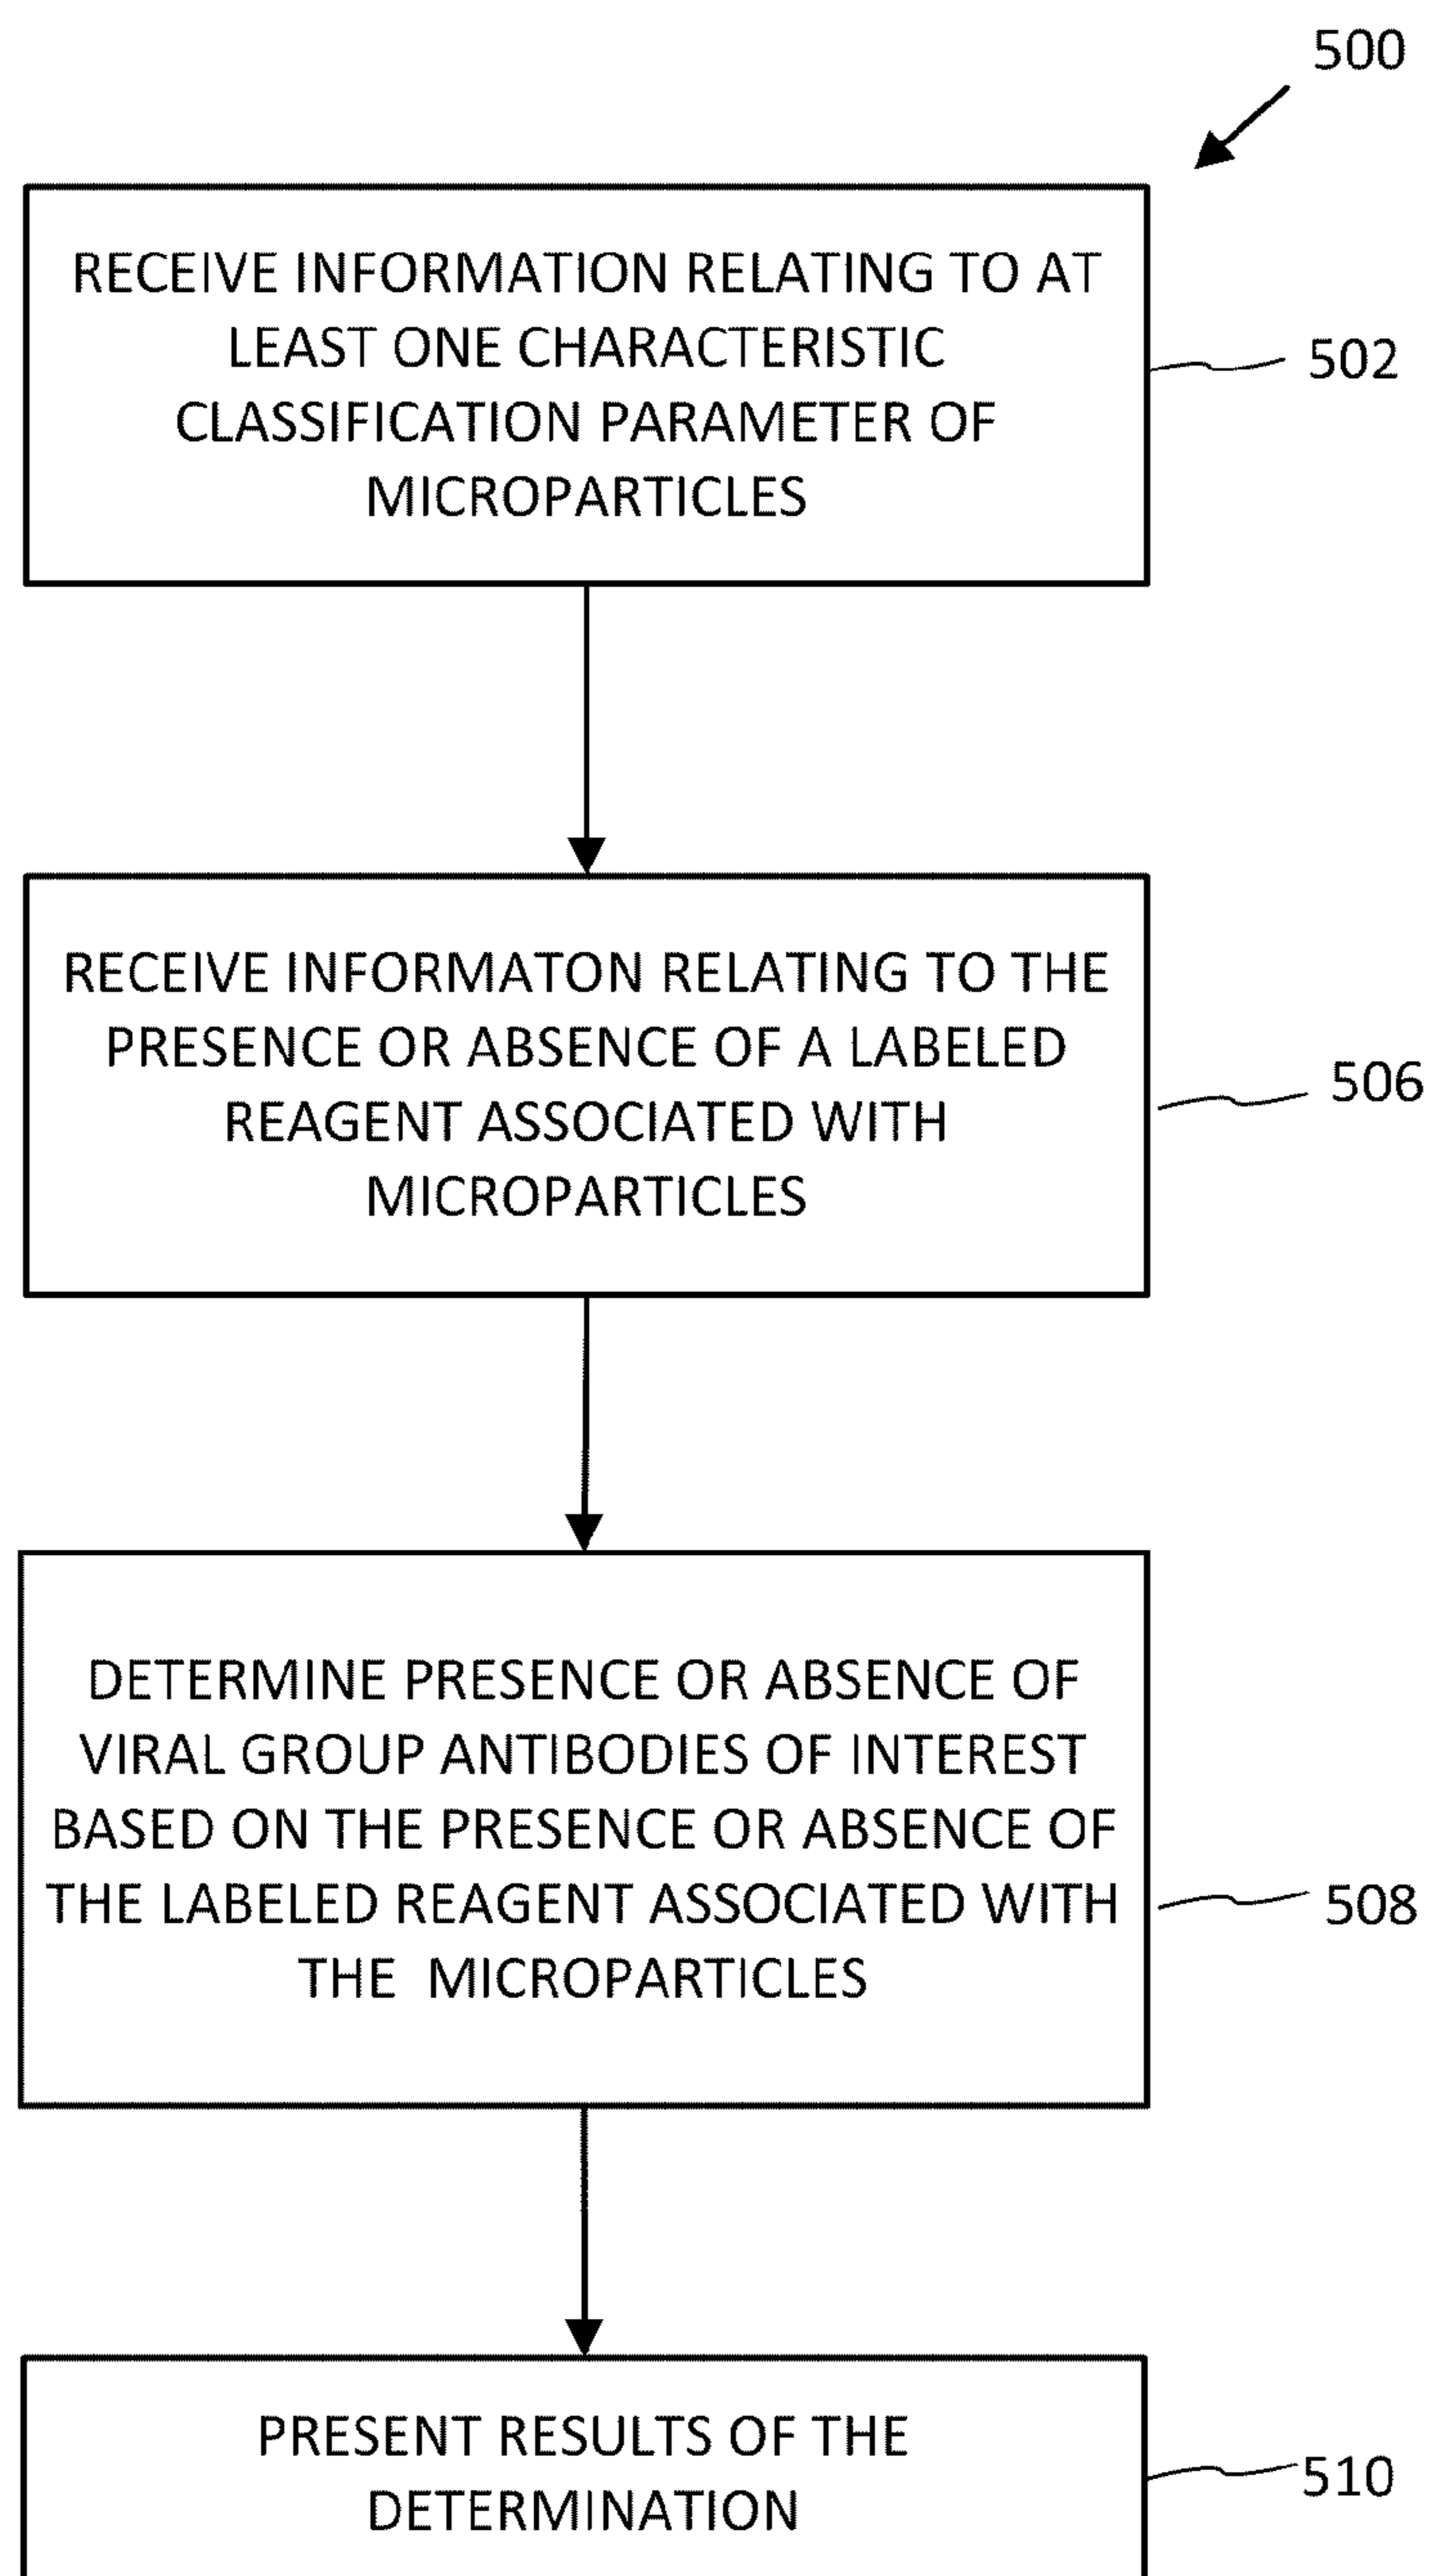 500
RECEIVE INFORMATION RELATING TO AT
LEAST ONE CHARACTERISTIC
CLASSIFICATION PARAMETER OF
MICROPARTICLES
502
RECEIVE INFORMATON RELATING TO THE
PRESENCE OR ABSENCE OF A LABELED
REAGENT ASSOCIATED WITH
MICROPARTICLES
506
DETERMINE PRESENCE OR ABSENCE OF
VIRAL GROUP ANTIBODIES OF INTEREST
BASED ON THE PRESENCE OR ABSENCE OF
THE LABELED REAGENT ASSOCIATED WITH
THE MICROPARTICLES
508
PRESENT RESULTS OF THE
DETERMINATION
510